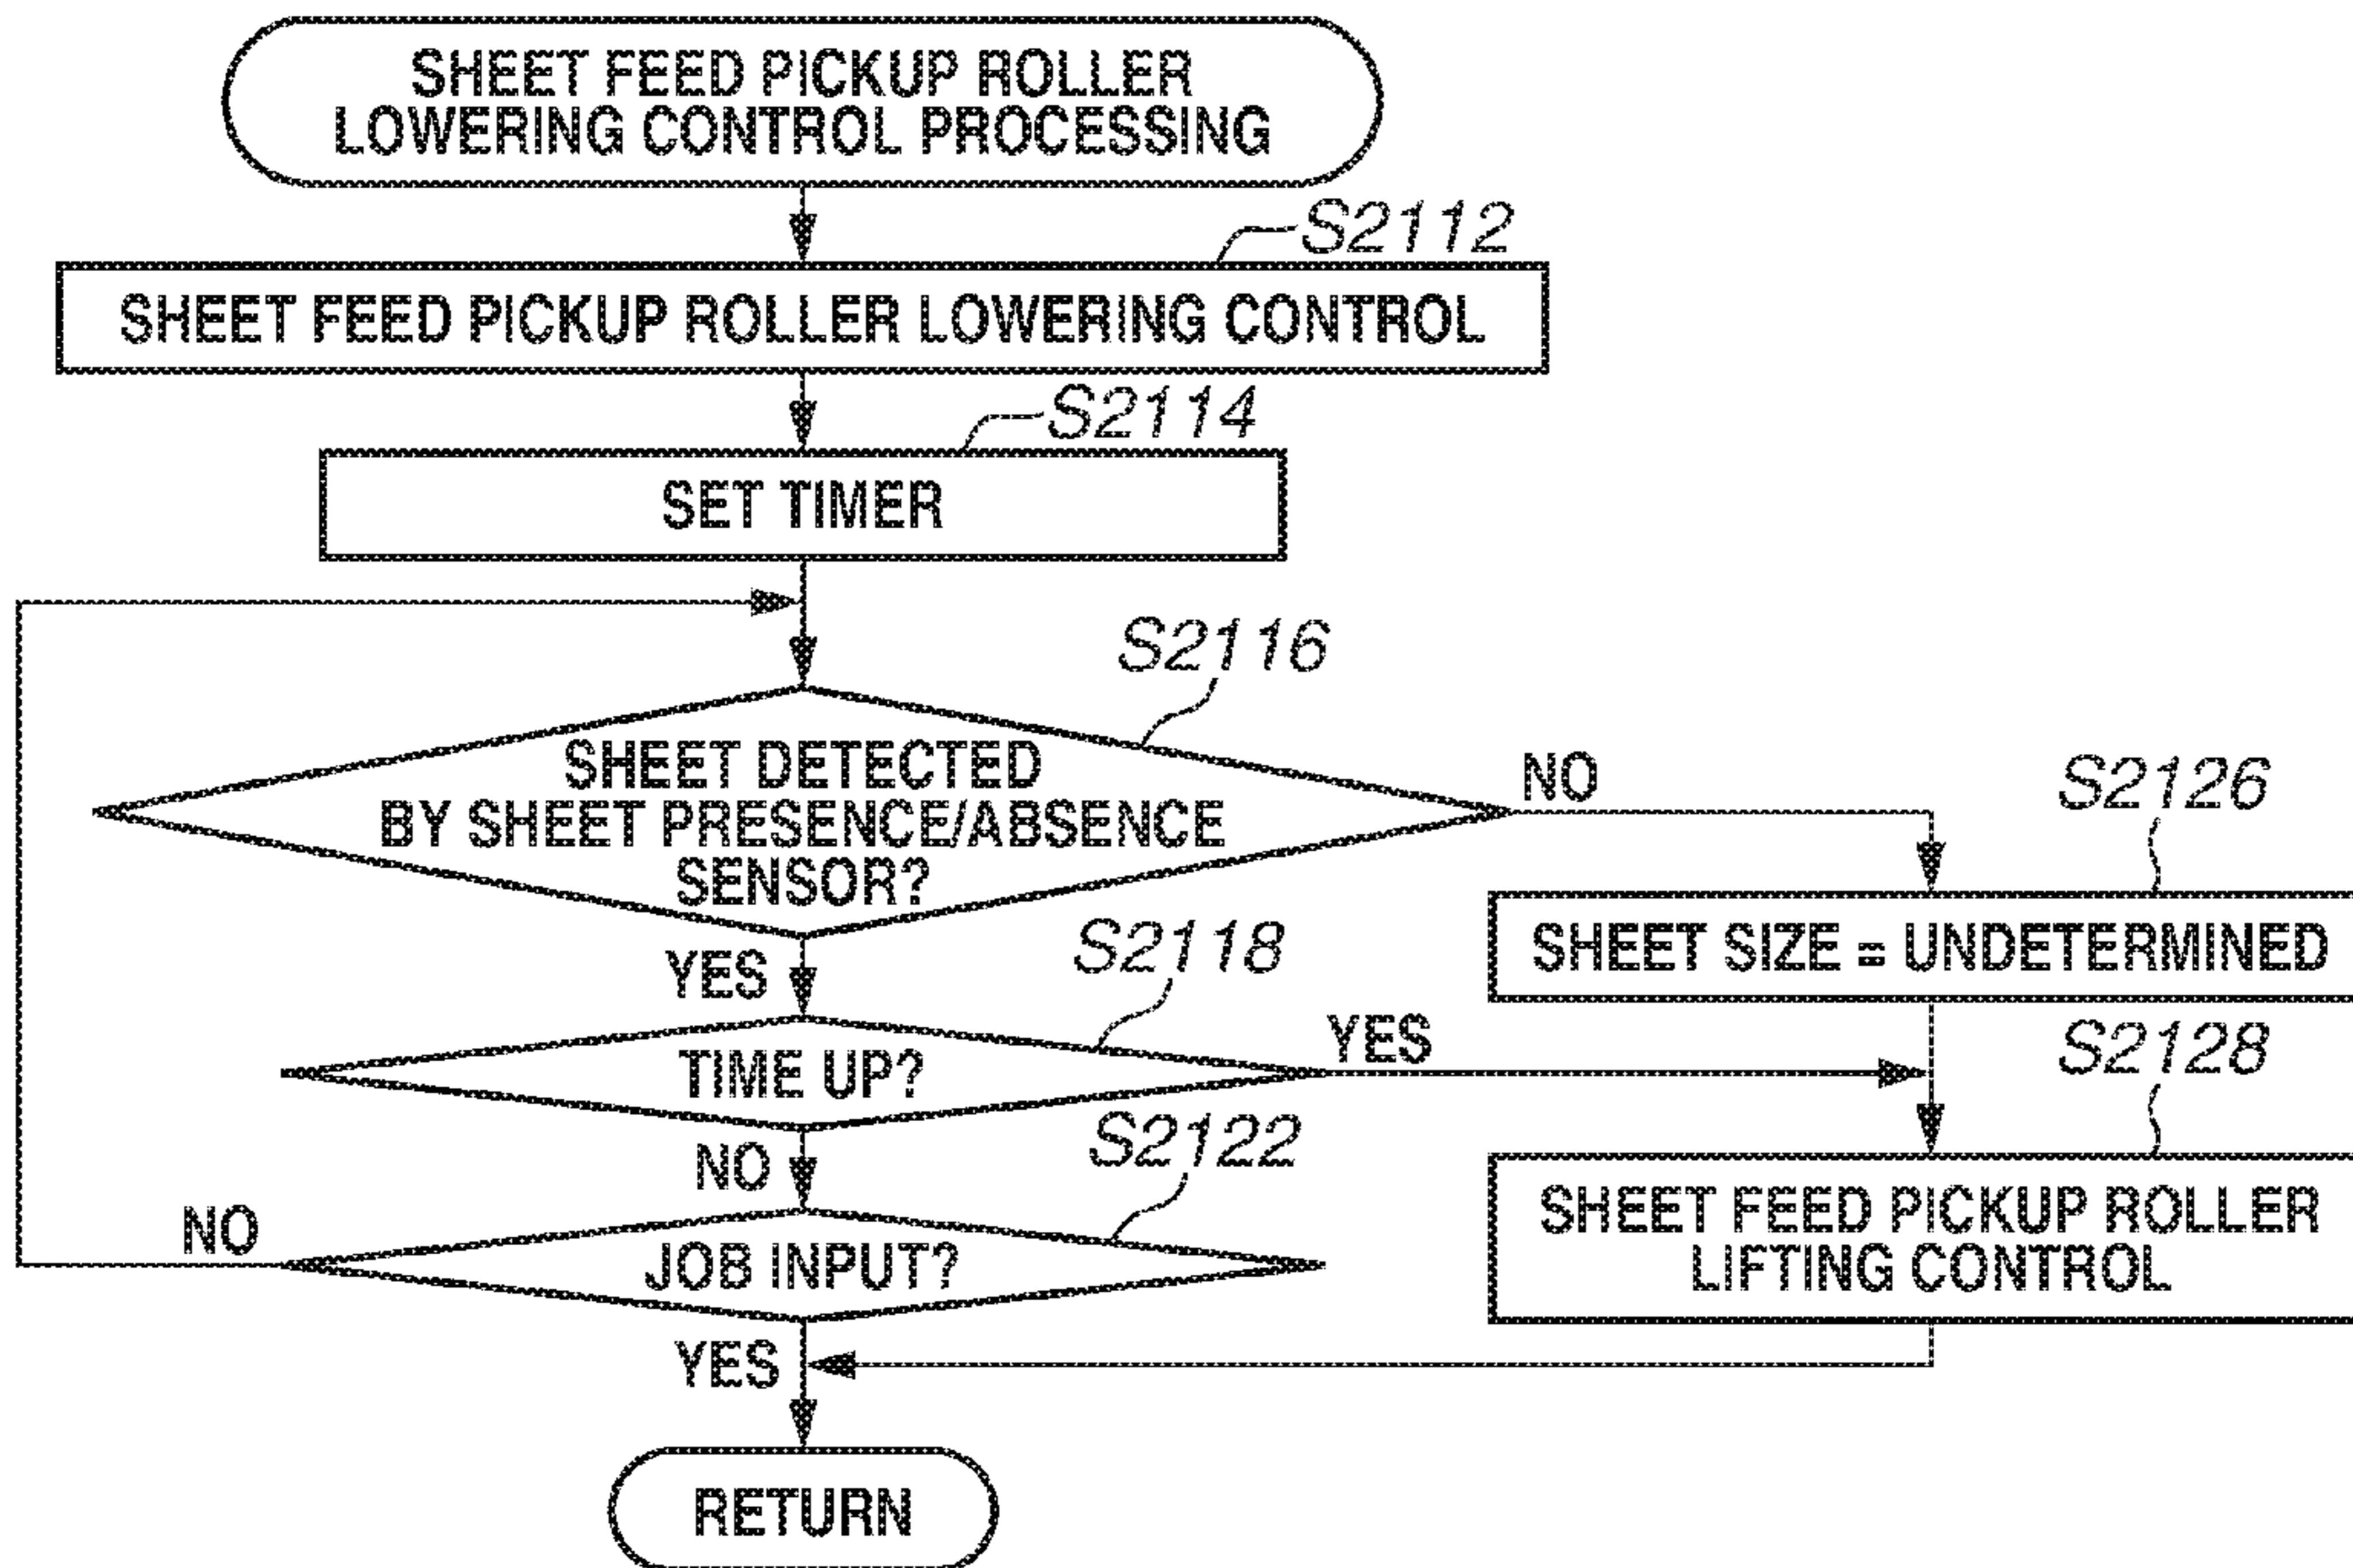 SHEET FEED PICKUP ROLLER
LOWERING CONTROL PROCESSING
S2112
SHEET FEED PICKUP ROLLER LOWERING CONTROL
S2114
SET TIMER
S2116
SHEET DETECTED
BY SHEET PRESENCE/ABSENCE
SENSOR?
NO
S2126
SHEET SIZE = UNDETERMINED
YES
S2118
TIME UP?
YES
S2128
SHEET FEED PICKUP ROLLER
LIFTING CONTROL
NO
S2122
JOB INPUT?
NO
YES
RETURN